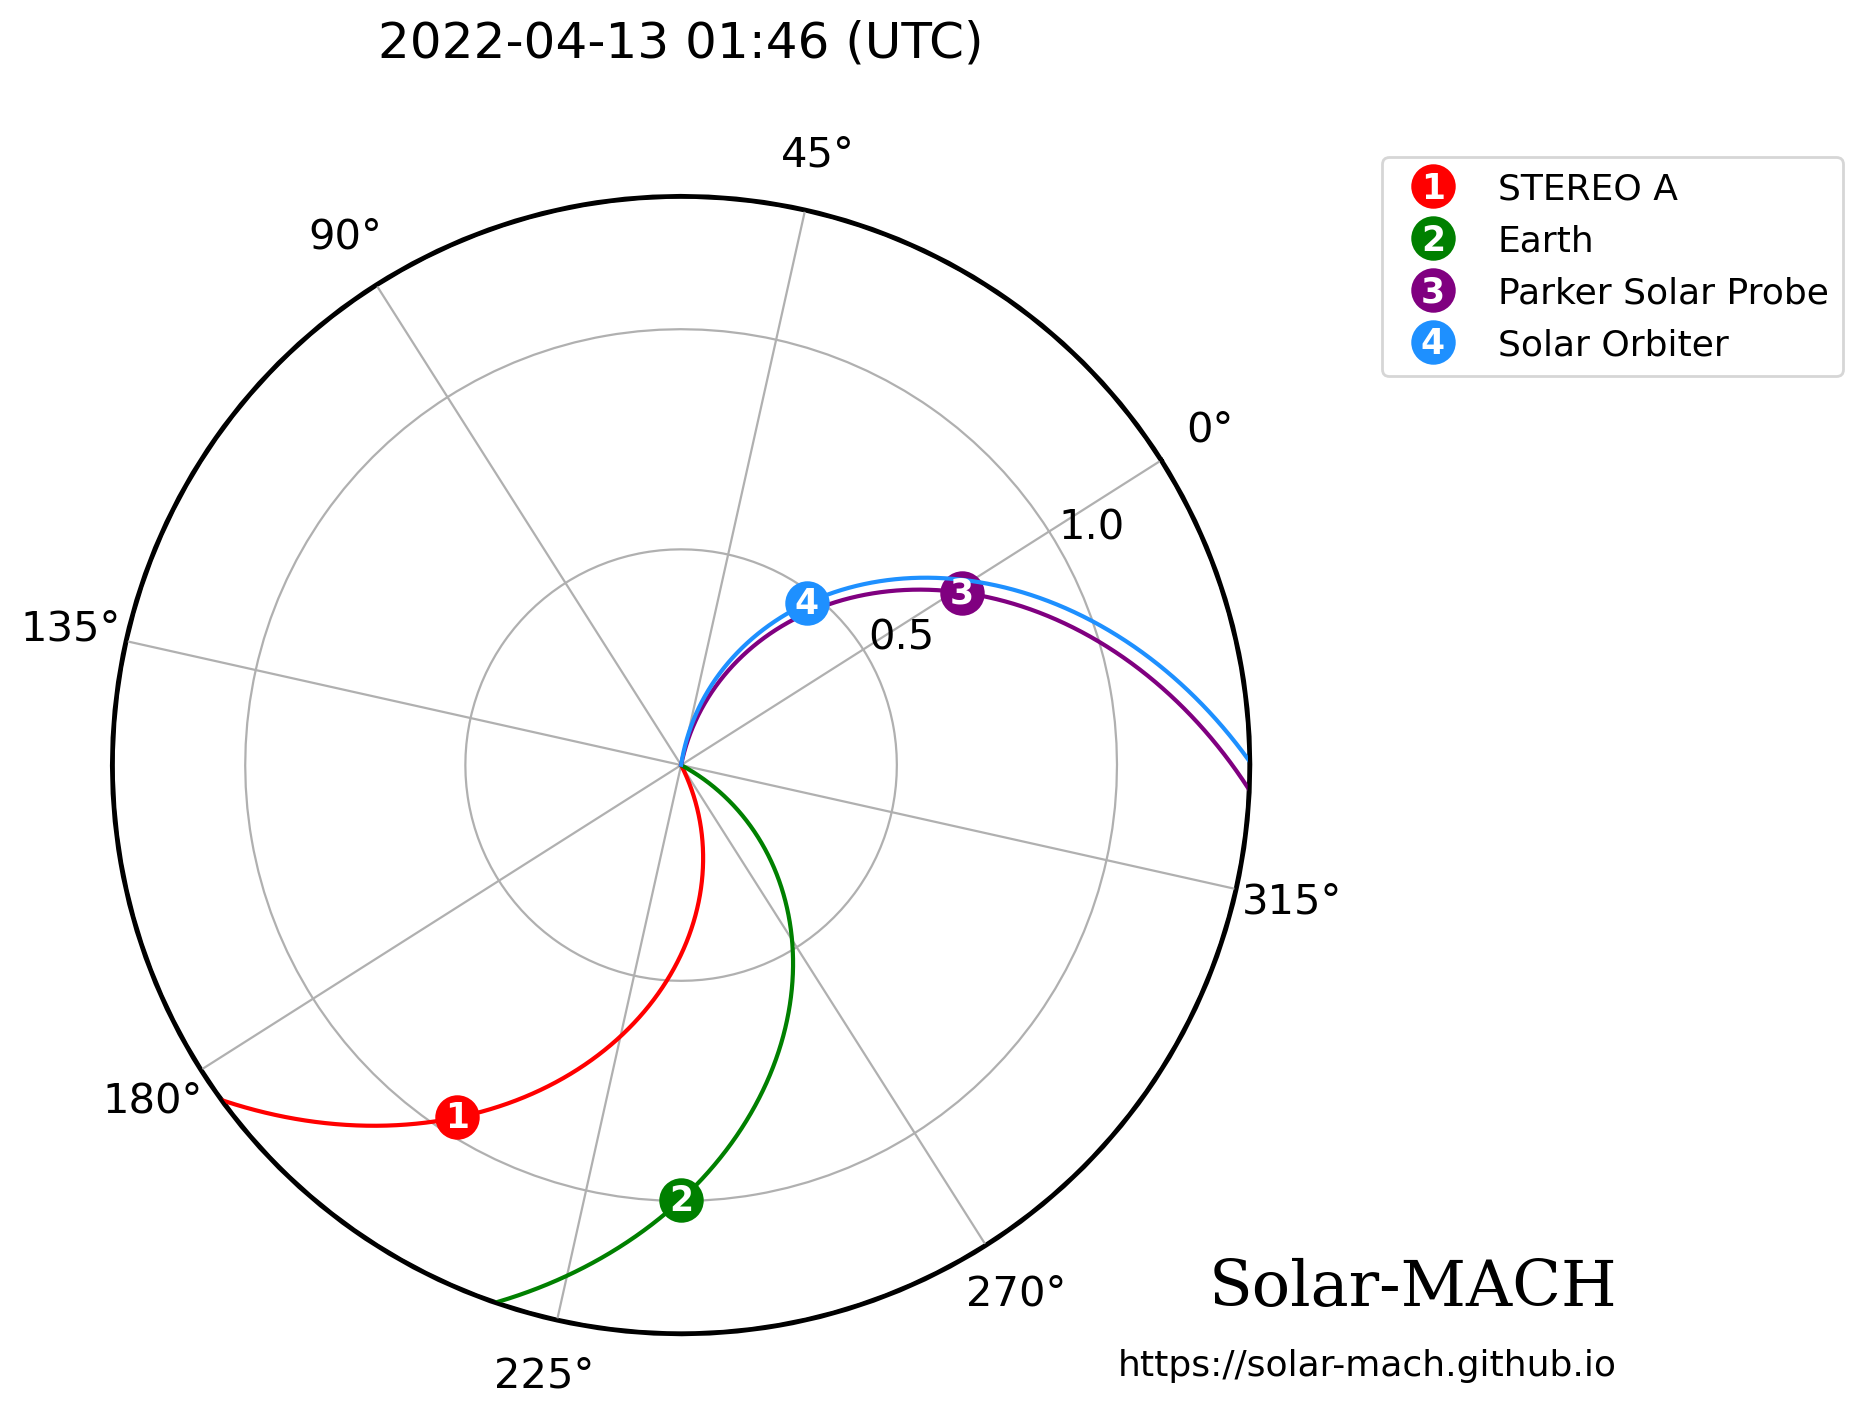 2022-04-13 01:46 (UTC)
45°
90°
0°
135°
1.0
0.5
180°
315°
225°
270°
1 STEREO A
2 Earth
3 Parker Solar Probe
4 Solar Orbiter
4
3
1
2
Solar-MACH
https://solar-mach.github.io